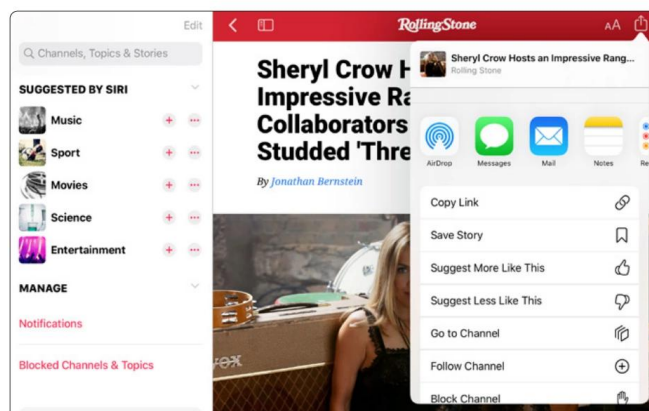 Edit
Channels, Topics & Stories
SUGGESTED BY SIRI
Music
Sport
Movies
Science
Entertainment
MANAGE
Notifications
Blocked Channels & Topics
RollingStone
AA
Sheryl Crow H
Impressive Ra
Collaborators
Studded 'Thre
By Jonathan Bernstein
VOX
Sheryl Crow Hosts an Impressive Rang...
Rolling Stone
AirDrop
Messages
Mail
Notes
Re
Copy Link
Save Story
Suggest More Like This
Suggest Less Like This
Go to Channel
Follow Channel
Block Channel